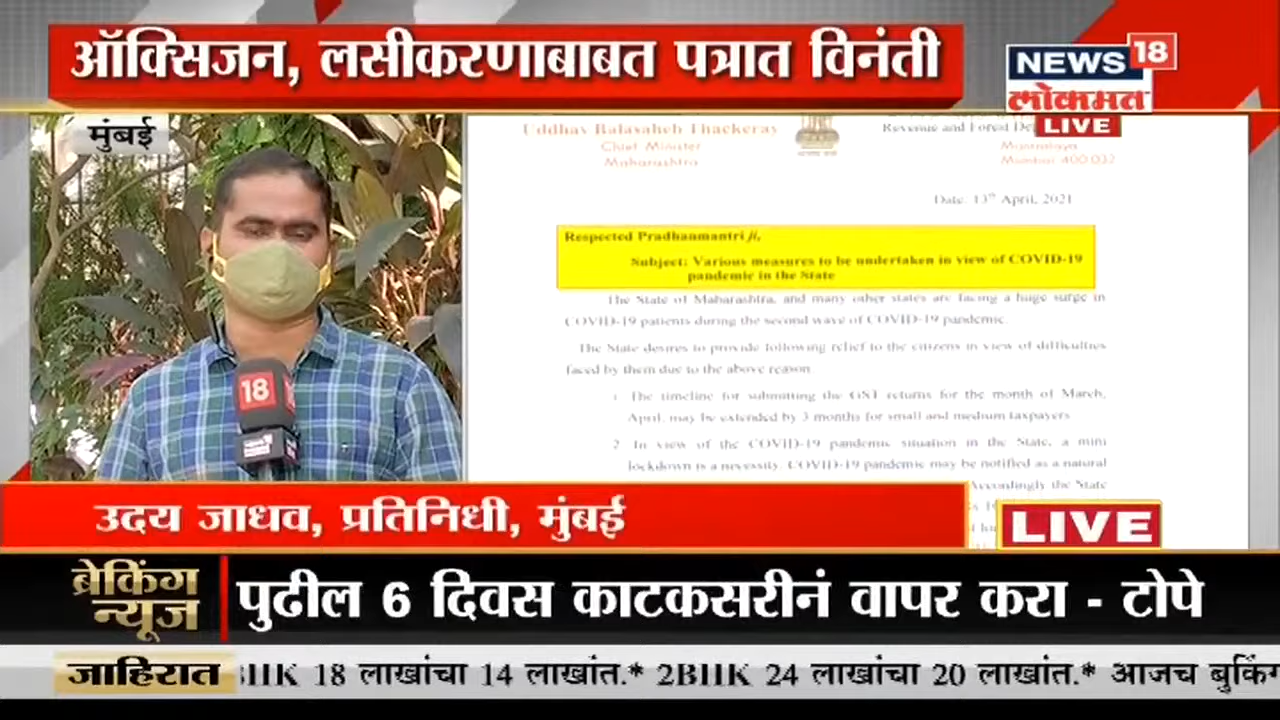 ऑक्सिजन, लसीकरणाबाबत पत्रात विनंती
NEWS 18
लोकमत
LIVE
मुंबई
Uddhav Balasaheb Thackeray
Chief Minister
Maharashtra
Revenue and Forest
Mantralaya
Mumbai 400 032
Date: 13th April, 2021
Respected Pradhanmantri ji,
Subject: Various measures to be undertaken in view of COVID-19
pandemic in the State
The State of Maharashtra, and many other states are facing a huge surge in
COVID-19 patients during the second wave of COVID-19 pandemic.
The State desires to provide following relief to the citizens in view of difficulties
faced by them due to the above reason.
1 The timeline for submitting the GST returns for the month of March,
April, may be extended by 3 months for small and medium taxpayers
2 In view of the COVID-19 pandemic situation in the State, a mini
lockdown is a necessity. COVID-19 pandemic may be notified as a natural
Accordingly the State
18
उदय जाधव, प्रतिनिधी, मुंबई
LIVE
ब्रेकिंग न्यूज
पुढील 6 दिवस काटकसरीनं वापर करा - टोपे
जाहिरात BHK 18 लाखांचा 14 लाखांत.* 2BHK 24 लाखांचा 20 लाखांत.* आजच बुकिंग